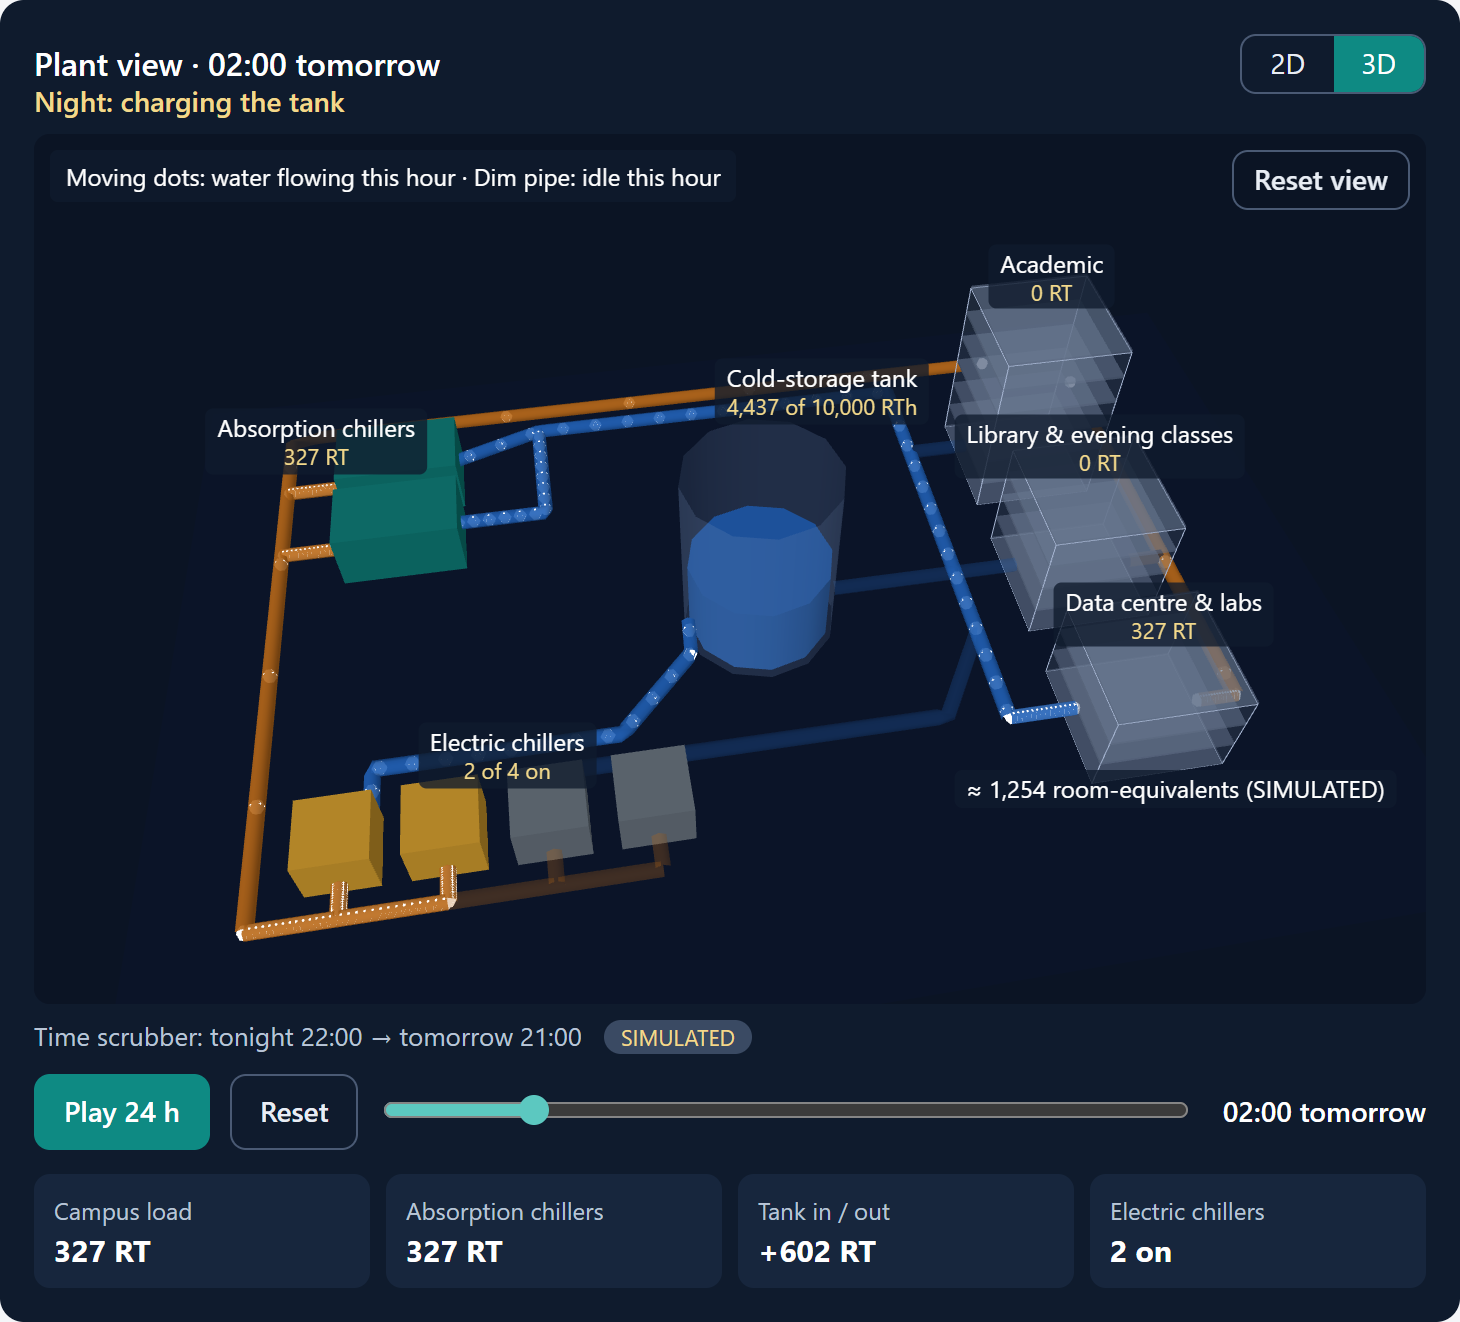 Plant view · 02:00 tomorrow
Night: charging the tank
2D
3D
Moving dots: water flowing this hour · Dim pipe: idle this hour
Reset view
Academic
0 RT
Cold-storage tank
4,437 of 10,000 RTh
Absorption chillers
327 RT
Library & evening classes
0 RT
Data centre & labs
327 RT
Electric chillers
2 of 4 on
≈ 1,254 room-equivalents (SIMULATED)
Time scrubber: tonight 22:00 → tomorrow 21:00
SIMULATED
Play 24 h
Reset
02:00 tomorrow
Campus load
327 RT
Absorption chillers
327 RT
Tank in / out
+602 RT
Electric chillers
2 on